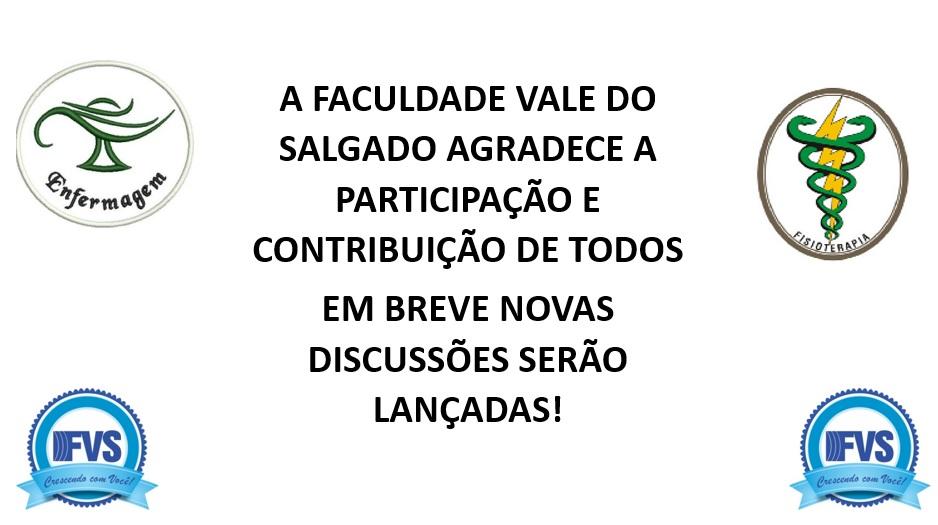 A FACULDADE VALE DO
SALGADO AGRADECE A
PARTICIPAÇÃO E
CONTRIBUIÇÃO DE TODOS
EM BREVE NOVAS
DISCUSSÕES SERÃO
LANÇADAS!
Enfermagem
FISIOTERAPIA
FVS
Crescendo com Você!
FVS
Crescendo com Você!